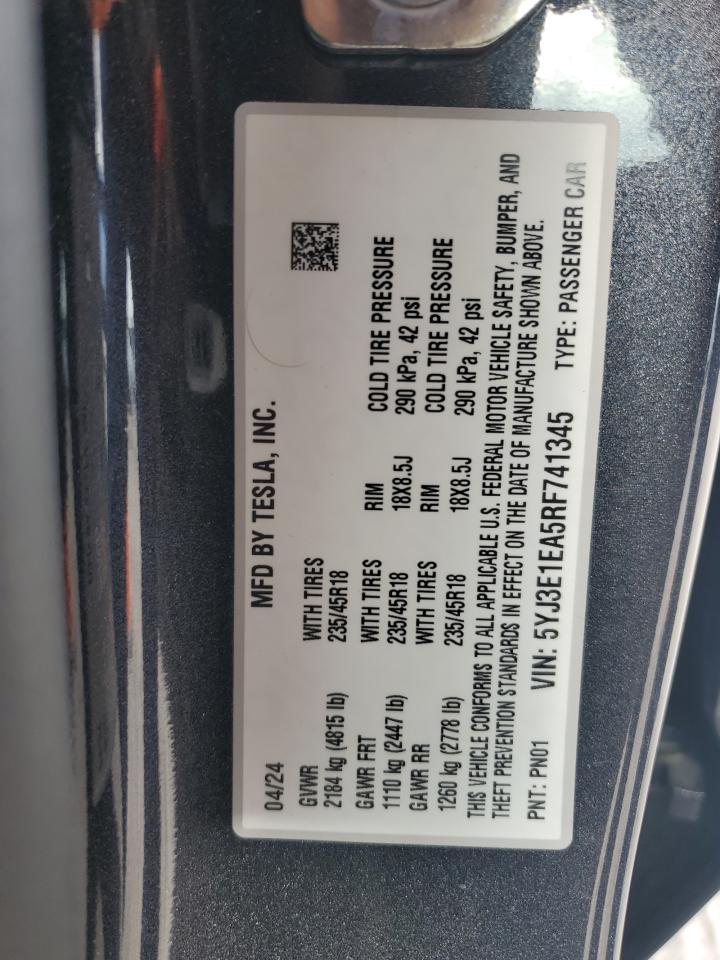 MFD BY TESLA, INC.
04/24
GVWR WITH TIRES
2184 kg (4815 lb) 235/45R18
GAWR FRT WITH TIRES RIM COLD TIRE PRESSURE
1110 kg (2447 lb) 235/45R18 18X8.5J 290 kPa, 42 psi
GAWR RR WITH TIRES RIM COLD TIRE PRESSURE
1260 kg (2778 lb) 235/45R18 18X8.5J 290 kPa, 42 psi
THIS VEHICLE CONFORMS TO ALL APPLICABLE U.S. FEDERAL MOTOR VEHICLE SAFETY, BUMPER, AND
THEFT PREVENTION STANDARDS IN EFFECT ON THE DATE OF MANUFACTURE SHOWN ABOVE.
PNT: PN01 VIN: 5YJ3E1EA5RF741345 TYPE: PASSENGER CAR